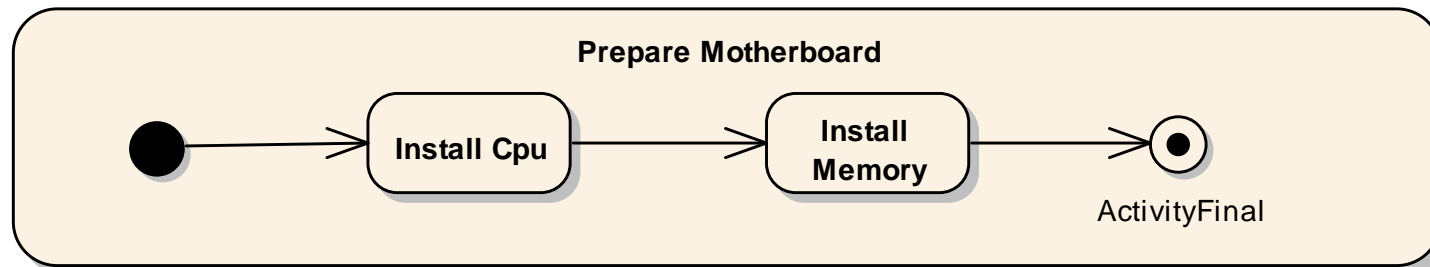 Prepare Motherboard
Install Cpu
Install
Memory
ActivityFinal